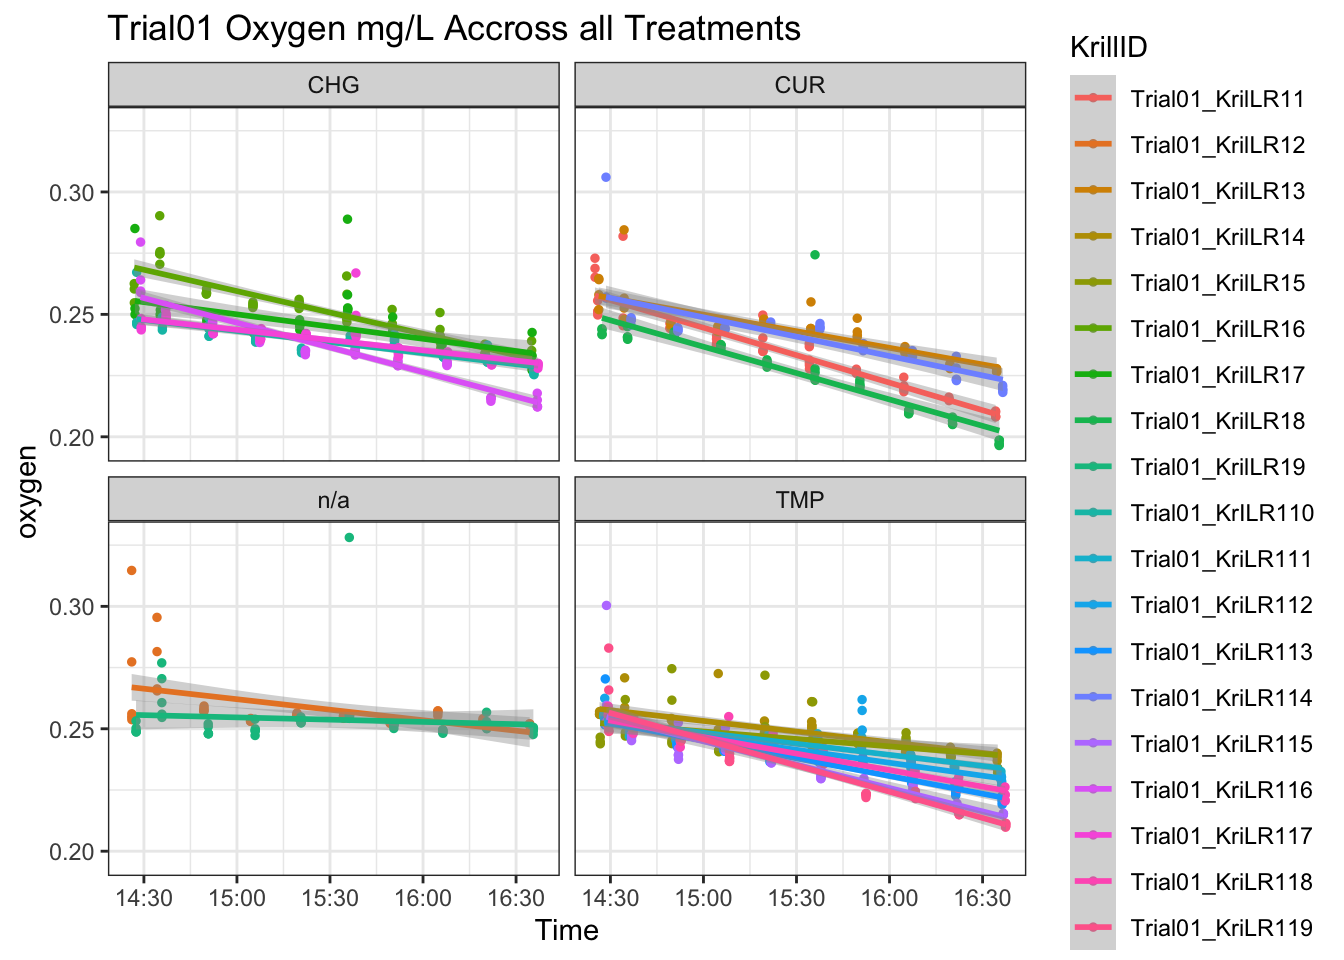 Trial01 Oxygen mg/L Accross all Treatments
CHG
CUR
0.30
0.25
0.20
n/a
TMP
0.30
0.25
0.20
14:30 15:00 15:30 16:00 16:30
14:30 15:00 15:30 16:00 16:30
Time
oxygen
KrillID
Trial01_KrilLR11
Trial01_KrilLR12
Trial01_KrilLR13
Trial01_KrilLR14
Trial01_KrilLR15
Trial01_KrilLR16
Trial01_KrilLR17
Trial01_KrilLR18
Trial01_KrilLR19
Trial01_KrILR110
Trial01_KriLR111
Trial01_KriLR112
Trial01_KriLR113
Trial01_KriLR114
Trial01_KriLR115
Trial01_KriLR116
Trial01_KriLR117
Trial01_KriLR118
Trial01_KriLR119